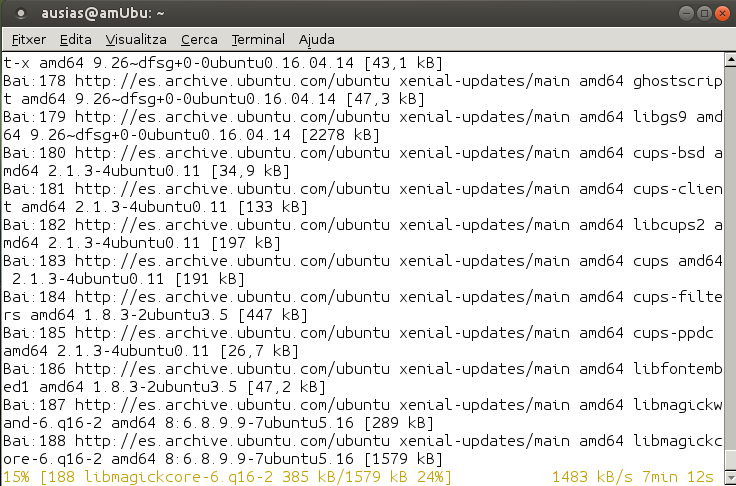 ausias@amUbu: ~
Fitxer Edita Visualitza Cerca Terminal Ajuda
t-x amd64 9.26~dfsg+0-0ubuntu0.16.04.14 [43,1 kB]
Bai:178 http://es.archive.ubuntu.com/ubuntu xenial-updates/main amd64 ghostscrip
t amd64 9.26~dfsg+0-0ubuntu0.16.04.14 [47,3 kB]
Bai:179 http://es.archive.ubuntu.com/ubuntu xenial-updates/main amd64 libgs9 amd
64 9.26~dfsg+0-0ubuntu0.16.04.14 [2278 kB]
Bai:180 http://es.archive.ubuntu.com/ubuntu xenial-updates/main amd64 cups-bsd a
md64 2.1.3-4ubuntu0.11 [34,9 kB]
Bai:181 http://es.archive.ubuntu.com/ubuntu xenial-updates/main amd64 cups-clien
t amd64 2.1.3-4ubuntu0.11 [133 kB]
Bai:182 http://es.archive.ubuntu.com/ubuntu xenial-updates/main amd64 libcups2 a
md64 2.1.3-4ubuntu0.11 [197 kB]
Bai:183 http://es.archive.ubuntu.com/ubuntu xenial-updates/main amd64 cups amd64
 2.1.3-4ubuntu0.11 [191 kB]
Bai:184 http://es.archive.ubuntu.com/ubuntu xenial-updates/main amd64 cups-filte
rs amd64 1.8.3-2ubuntu3.5 [447 kB]
Bai:185 http://es.archive.ubuntu.com/ubuntu xenial-updates/main amd64 cups-ppdc
amd64 2.1.3-4ubuntu0.11 [26,7 kB]
Bai:186 http://es.archive.ubuntu.com/ubuntu xenial-updates/main amd64 libfontemb
ed1 amd64 1.8.3-2ubuntu3.5 [47,2 kB]
Bai:187 http://es.archive.ubuntu.com/ubuntu xenial-updates/main amd64 libmagickw
and-6.q16-2 amd64 8:6.8.9.9-7ubuntu5.16 [289 kB]
Bai:188 http://es.archive.ubuntu.com/ubuntu xenial-updates/main amd64 libmagickc
ore-6.q16-2 amd64 8:6.8.9.9-7ubuntu5.16 [1579 kB]
15% [188 libmagickcore-6.q16-2 385 kB/1579 kB 24%] 1483 kB/s 7min 12s